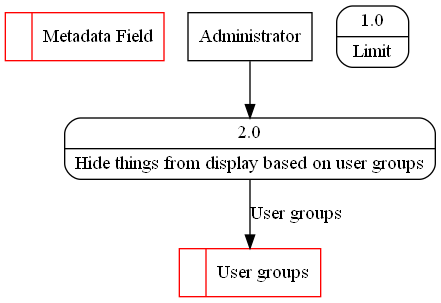 Metadata Field
Administrator
1.0
Limit
2.0
Hide things from display based on user groups
User groups
User groups